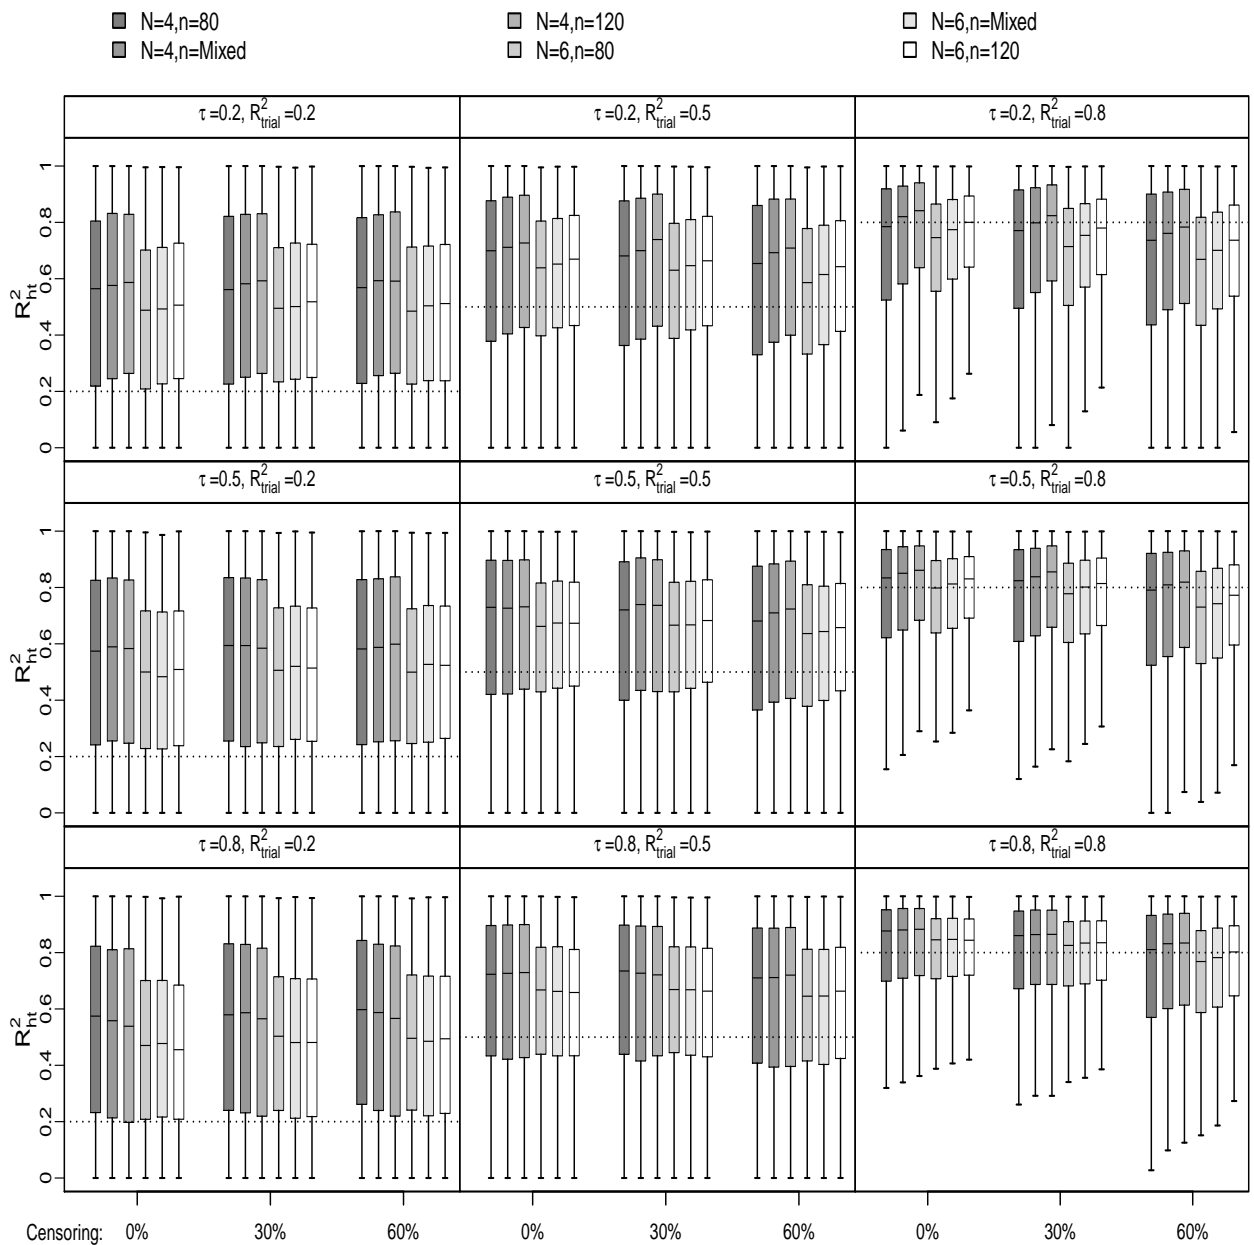 N=4,n=80 N=4,n=120 N=6,n=Mixed
N=4,n=Mixed N=6,n=80 N=6,n=120
τ=0.2, R²trial=0.2 τ=0.2, R²trial=0.5 τ=0.2, R²trial=0.8
1
0.8
0.6
R²ht
0.4
0.2
0
τ=0.5, R²trial=0.2 τ=0.5, R²trial=0.5 τ=0.5, R²trial=0.8
1
0.8
0.6
R²ht
0.4
0.2
0
τ=0.8, R²trial=0.2 τ=0.8, R²trial=0.5 τ=0.8, R²trial=0.8
1
0.8
0.6
R²ht
0.4
0.2
0
Censoring: 0% 30% 60% 0% 30% 60% 0% 30% 60%